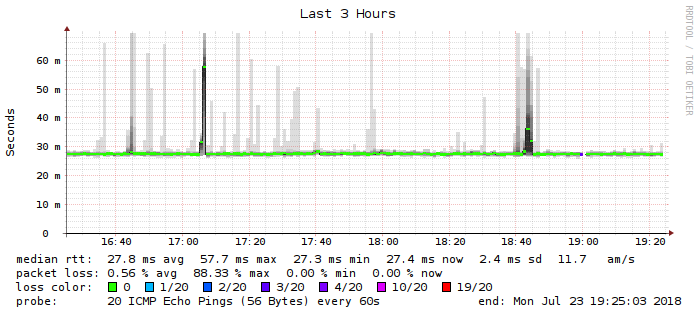 Last 3 Hours
RRDTOOL / TOBI OETIKER
Seconds
60 m
50 m
40 m
30 m
20 m
10 m
0
16:40 17:00 17:20 17:40 18:00 18:20 18:40 19:00 19:20
median rtt: 27.8 ms avg 57.7 ms max 27.3 ms min 27.4 ms now 2.4 ms sd 11.7 am/s
packet loss: 0.56 % avg 88.33 % max 0.00 % min 0.00 % now
loss color: 0 1/20 2/20 3/20 4/20 10/20 19/20
probe: 20 ICMP Echo Pings (56 Bytes) every 60s end: Mon Jul 23 19:25:03 2018